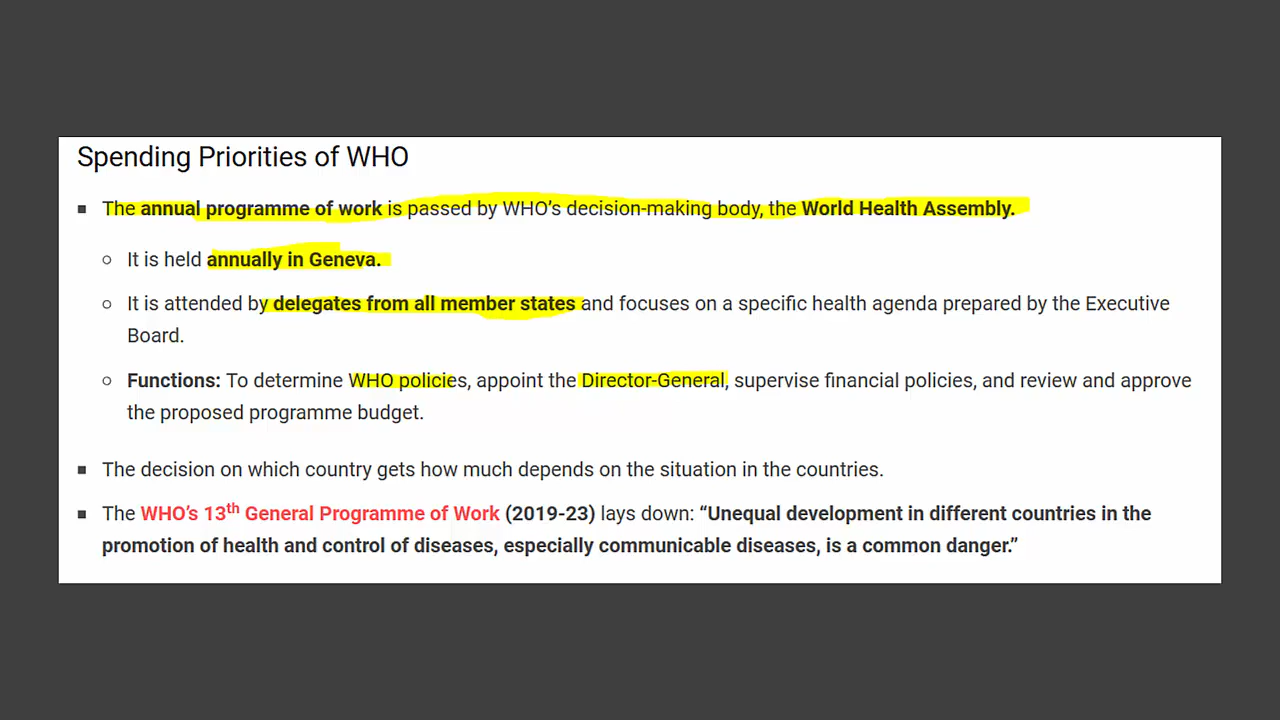 Spending Priorities of WHO
▪ The annual programme of work is passed by WHO’s decision-making body, the World Health Assembly.
○ It is held annually in Geneva.
○ It is attended by delegates from all member states and focuses on a specific health agenda prepared by the Executive
Board.
○ Functions: To determine WHO policies, appoint the Director-General, supervise financial policies, and review and approve
the proposed programme budget.
▪ The decision on which country gets how much depends on the situation in the countries.
▪ The WHO’s 13th General Programme of Work (2019-23) lays down: “Unequal development in different countries in the
promotion of health and control of diseases, especially communicable diseases, is a common danger.”